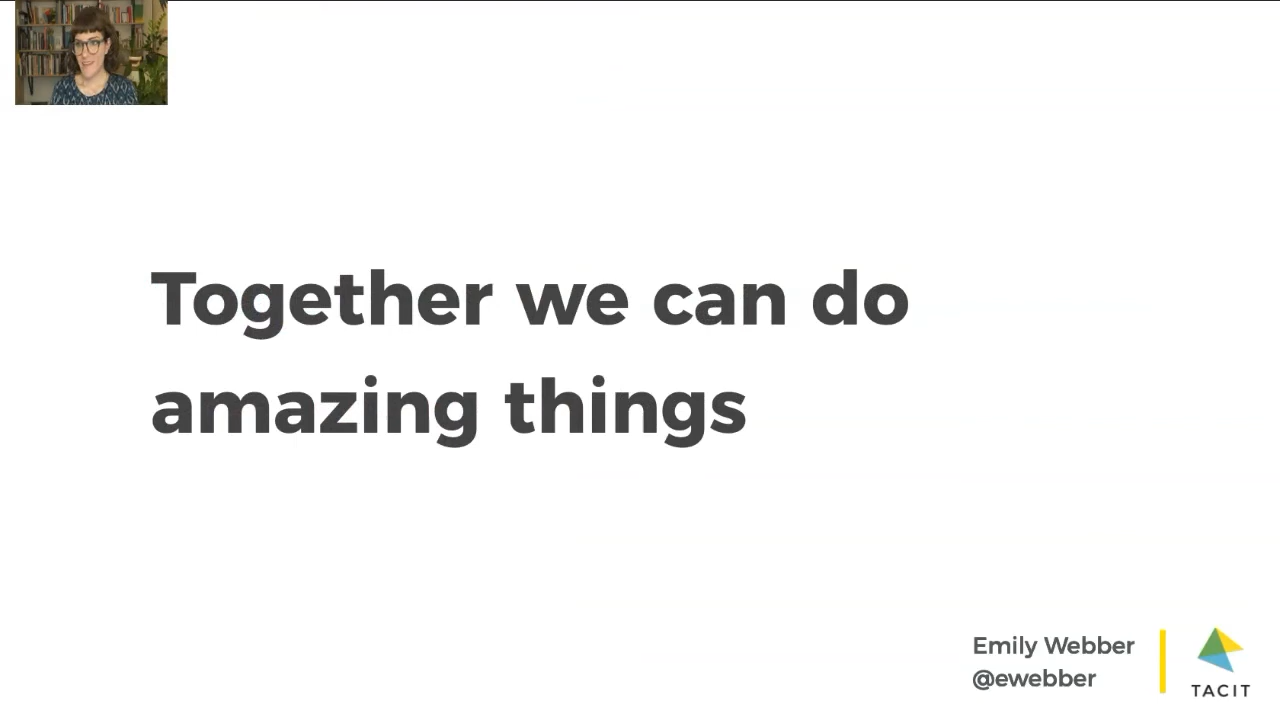 Together we can do
amazing things
Emily Webber
@ewebber
TACIT